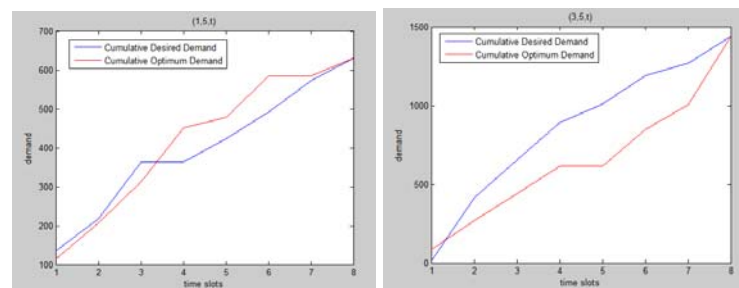 (1,5,t)
700
600
500
400
300
200
100
demand
Cumulative Desired Demand
Cumulative Optimum Demand
1 2 3 4 5 6 7 8
time slots
(3,5,t)
1500
1000
500
0
demand
Cumulative Desired Demand
Cumulative Optimum Demand
1 2 3 4 5 6 7 8
time slots